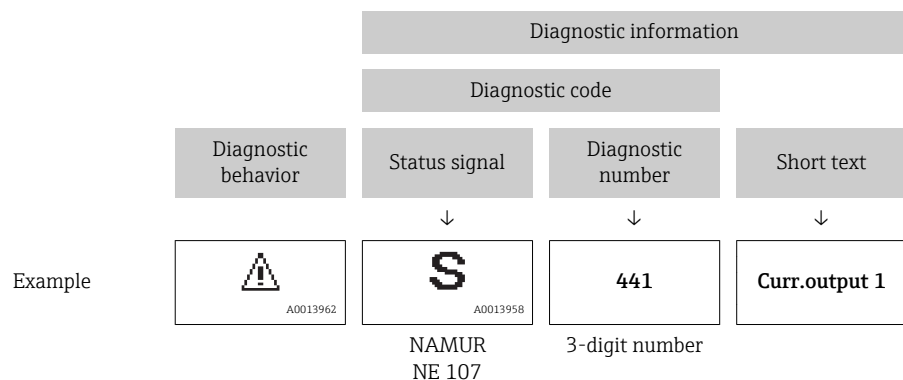 Diagnostic information
Diagnostic code
Diagnostic
behavior
Status signal
Diagnostic
number
Short text
↓ ↓ ↓
Example
A0013962
S
A0013958
441
Curr.output 1
NAMUR
NE 107
3-digit number